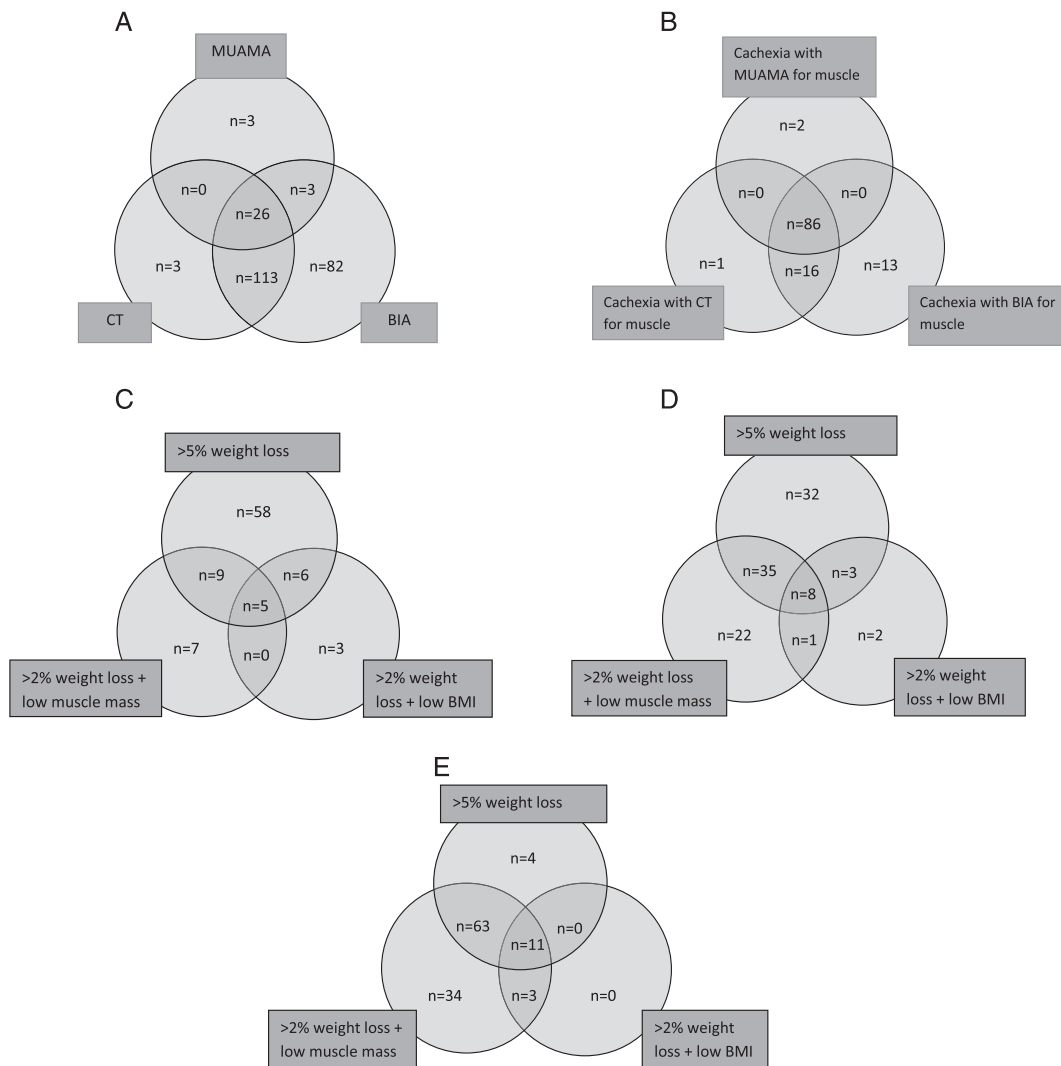 A
MUAMA
n=3
n=0
n=3
n=26
n=3
n=113
n=82
CT
BIA
B
Cachexia with
MUAMA for muscle
n=2
n=0
n=0
n=86
n=1
n=16
n=13
Cachexia with CT
for muscle
Cachexia with BIA for
muscle
C
>5% weight loss
n=58
n=9
n=6
n=5
n=7
n=0
n=3
>2% weight loss +
low muscle mass
>2% weight
loss + low BMI
D
>5% weight loss
n=32
n=35
n=3
n=8
n=22
n=1
n=2
>2% weight loss
+ low muscle mass
>2% weight
loss + low BMI
E
>5% weight loss
n=4
n=63
n=0
n=11
n=34
n=3
n=0
>2% weight loss +
low muscle mass
>2% weight
loss + low BMI